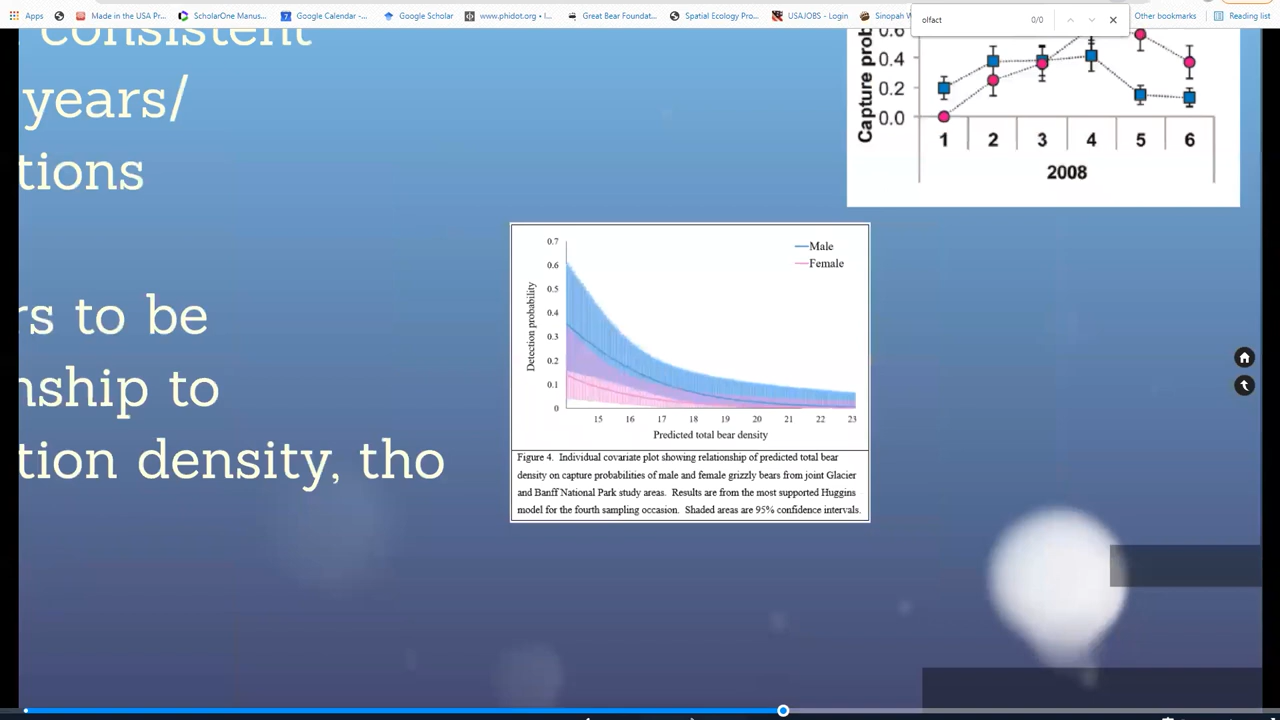 Apps
Made in the USA Pr...
ScholarOne Manus...
Google Calendar -...
Google Scholar
www.phidot.org • I...
Great Bear Foundat...
Spatial Ecology Pro...
USAJOBS - Login
Sinopah W
olfact
0/0
Other bookmarks
Reading list
consistent
years/
tions
rs to be
nship to
tion density, tho
Capture prob
0.6
0.4
0.2
0.0
1 2 3 4 5 6
2008
0.7
0.6
0.5
0.4
0.3
0.2
0.1
0
Detection probability
Male
Female
15 16 17 18 19 20 21 22 23
Predicted total bear density
Figure 4. Individual covariate plot showing relationship of predicted total bear
density on capture probabilities of male and female grizzly bears from joint Glacier
and Banff National Park study areas. Results are from the most supported Huggins
model for the fourth sampling occasion. Shaded areas are 95% confidence intervals.